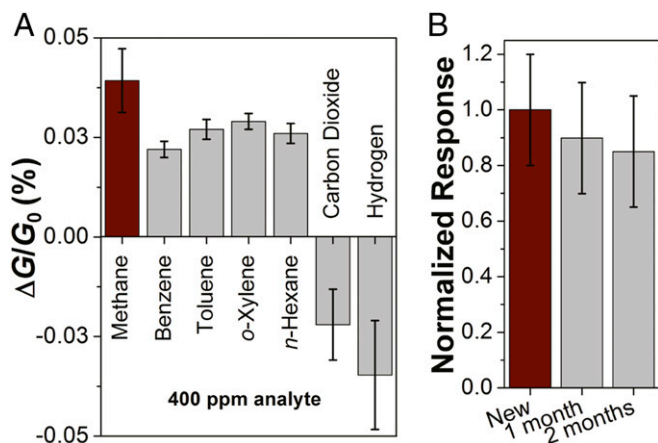 A
ΔG/G₀ (%)
0.05
0.03
0.00
-0.03
-0.05
Methane
Benzene
Toluene
o-Xylene
n-Hexane
Carbon Dioxide
Hydrogen
400 ppm analyte
B
Normalized Response
1.2
1.0
0.8
0.6
0.4
0.2
0.0
New
1 month
2 months